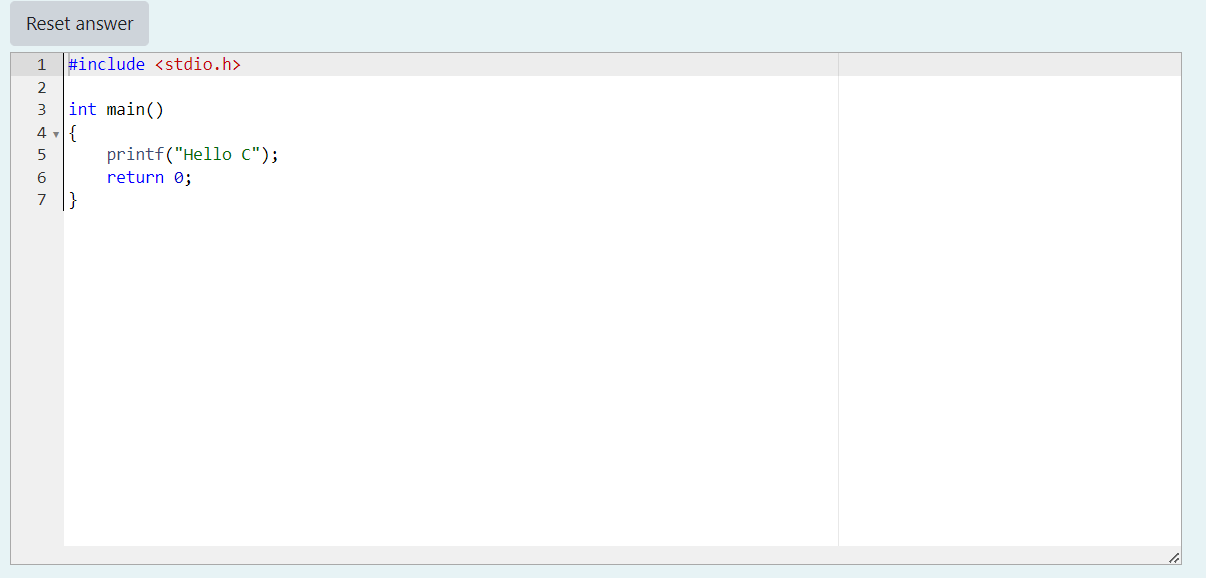 Reset answer
1 #include <stdio.h>
2
3 int main()
4 {
5     printf("Hello C");
6     return 0;
7 }